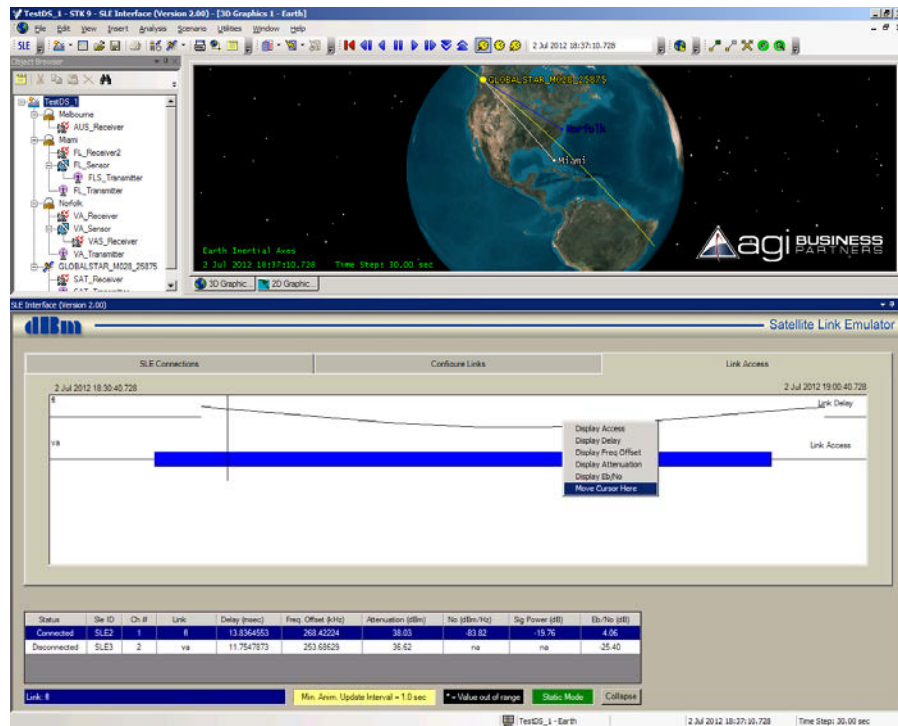 TestDS_1 - STK 9 - SLE Interface (Version 2.00) - [3D Graphics 1 - Earth]
File Edit View Insert Analysis Scenario Utilities Window Help
SLE 2 Jul 2012 18:37:10.728
Object Browser
TestDS_1
Melbourne
AUS_Receiver
Miami
FL_Receiver2
FL_Sensor
FLS_Transmitter
FL_Transmitter
Norfolk
VA_Receiver
VA_Sensor
VAS_Receiver
VA_Transmitter
GLOBALSTAR_M028_25875
SAT_Receiver
SAT_Transmitter
GLOBALSTAR_M028_25875
Norfolk
Miami
Earth Inertial Axes
2 Jul 2012 18:37:10.728 Time Step: 30.00 sec
agi BUSINESS PARTNERS
3D Graphic... 2D Graphic...
SLE Interface (Version 2.00)
dBm Satellite Link Emulator
SLE Connections Configure Links Link Access
2 Jul 2012 18:30:40.728 2 Jul 2012 19:00:40.728
fl Link Delay
va Link Access
Display Access
Display Delay
Display Freq Offset
Display Attenuation
Display Eb/No
Move Cursor Here
Status Sle ID Ch # Link Delay (msec) Freq. Offset (kHz) Attenuation (dBm) No (dBm/Hz) Sig Power (dB) Eb/No (dB)
Connected SLE2 1 fl 13.8364553 268.42224 38.03 -83.82 -19.76 4.06
Disconnected SLE3 2 va 11.7547873 253.68629 36.62 na na -25.40
Link: fl Min. Anim. Update Interval = 1.0 sec * = Value out of range Static Mode Collapse
TestDS_1 - Earth 2 Jul 2012 18:37:10.728 Time Step: 30.00 sec